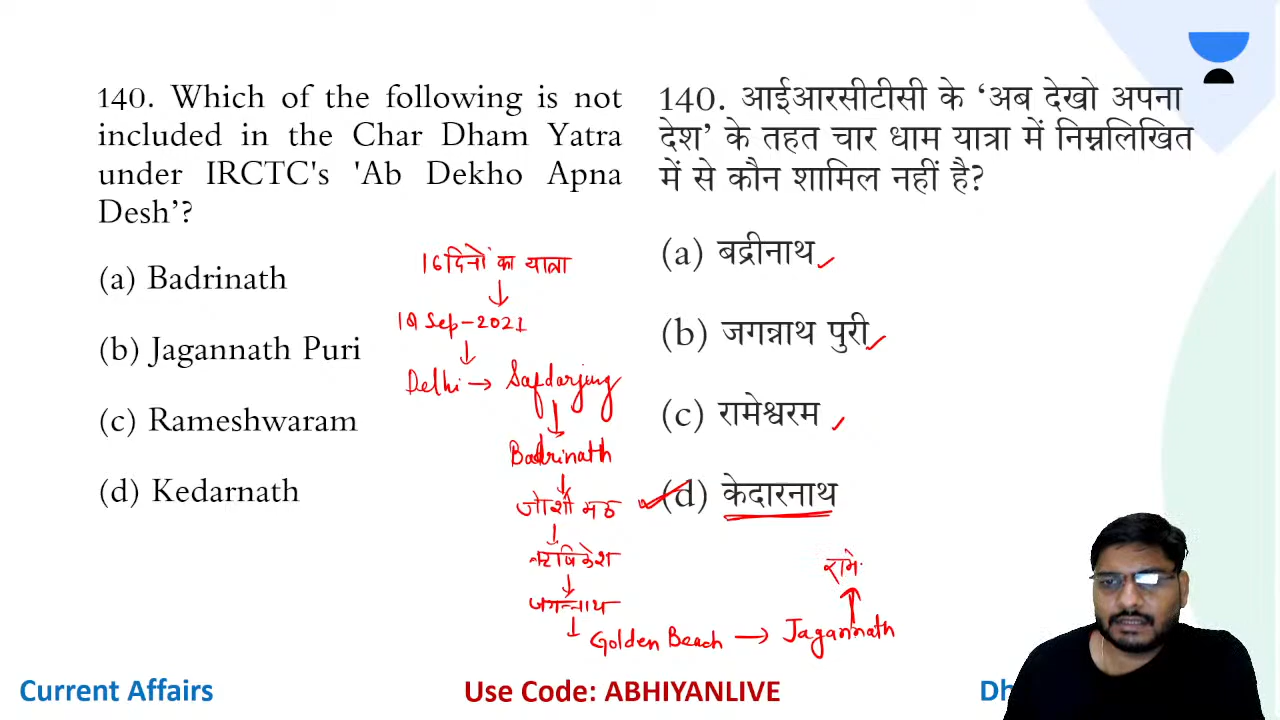 140. Which of the following is not
included in the Char Dham Yatra
under IRCTC's 'Ab Dekho Apna
Desh’?
(a) Badrinath
(b) Jagannath Puri
(c) Rameshwaram
(d) Kedarnath
140. आईआरसीटीसी के ‘अब देखो अपना
देश’ के तहत चार धाम यात्रा में निम्नलिखित
में से कौन शामिल नहीं है?
(a) बद्रीनाथ
(b) जगन्नाथ पुरी
(c) रामेश्वरम
(d) केदारनाथ
16 दिनों का यात्रा
18 Sep-2021
Delhi → Safdarjung
Badrinath
जोशी मठ
ऋषिकेश
जगन्नाथ
Golden Beach → Jagannath
रामे.
Current Affairs
Use Code: ABHIYANLIVE
Dh